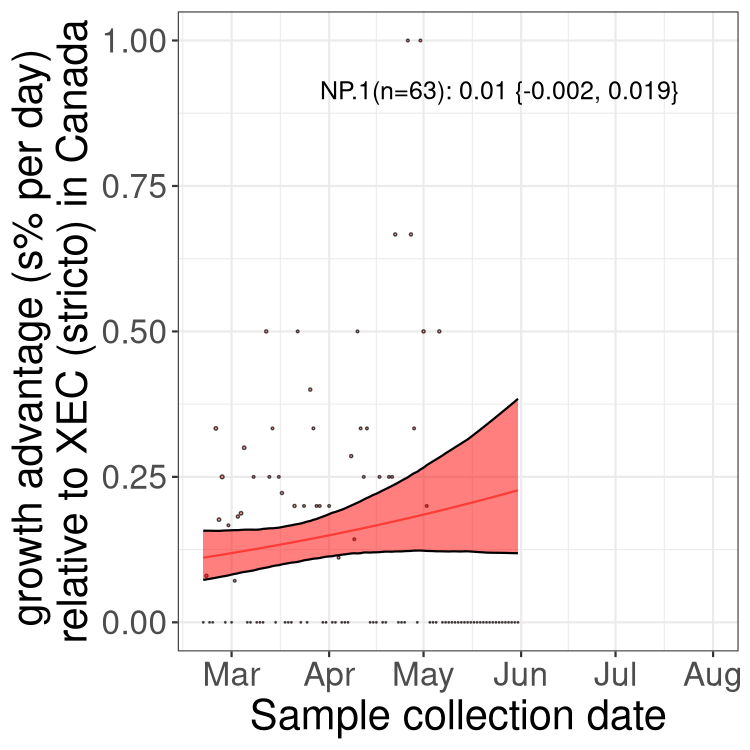 growth advantage (s% per day)
relative to XEC (stricto) in Canada
1.00
0.75
0.50
0.25
0.00
NP.1(n=63): 0.01 {-0.002, 0.019}
Mar Apr May Jun Jul Aug
Sample collection date